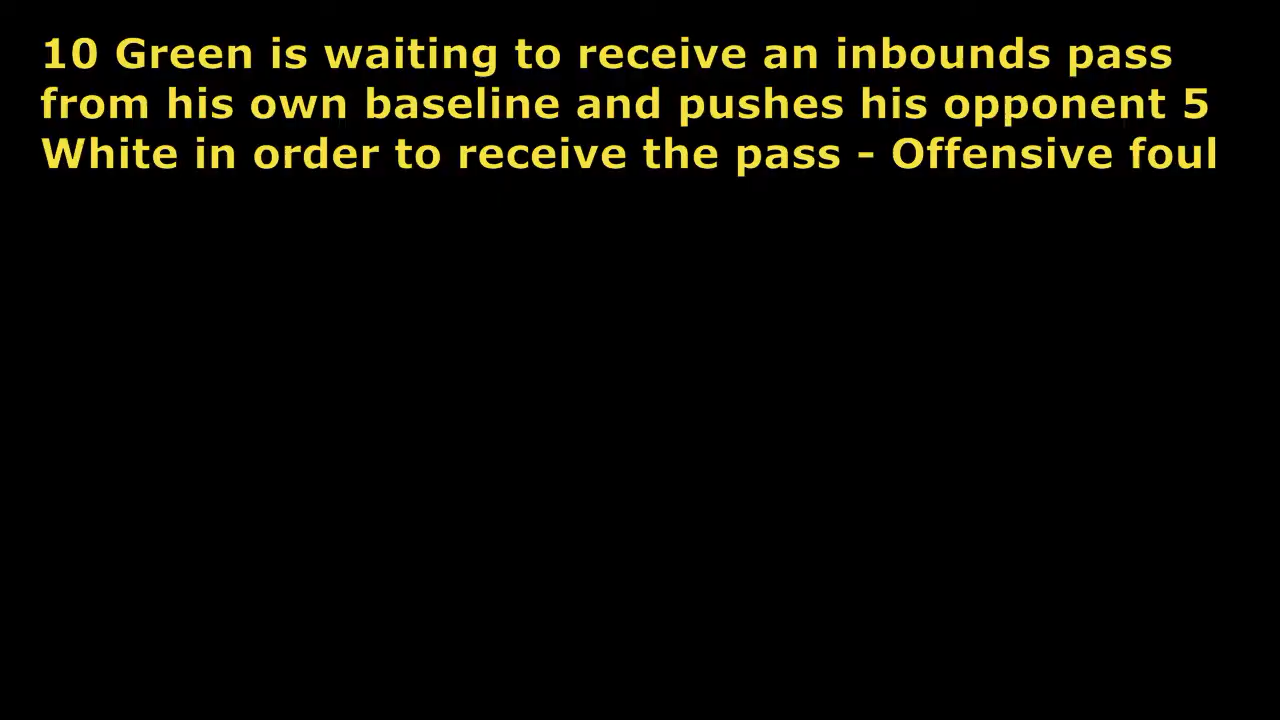 10 Green is waiting to receive an inbounds pass
from his own baseline and pushes his opponent 5
White in order to receive the pass - Offensive foul